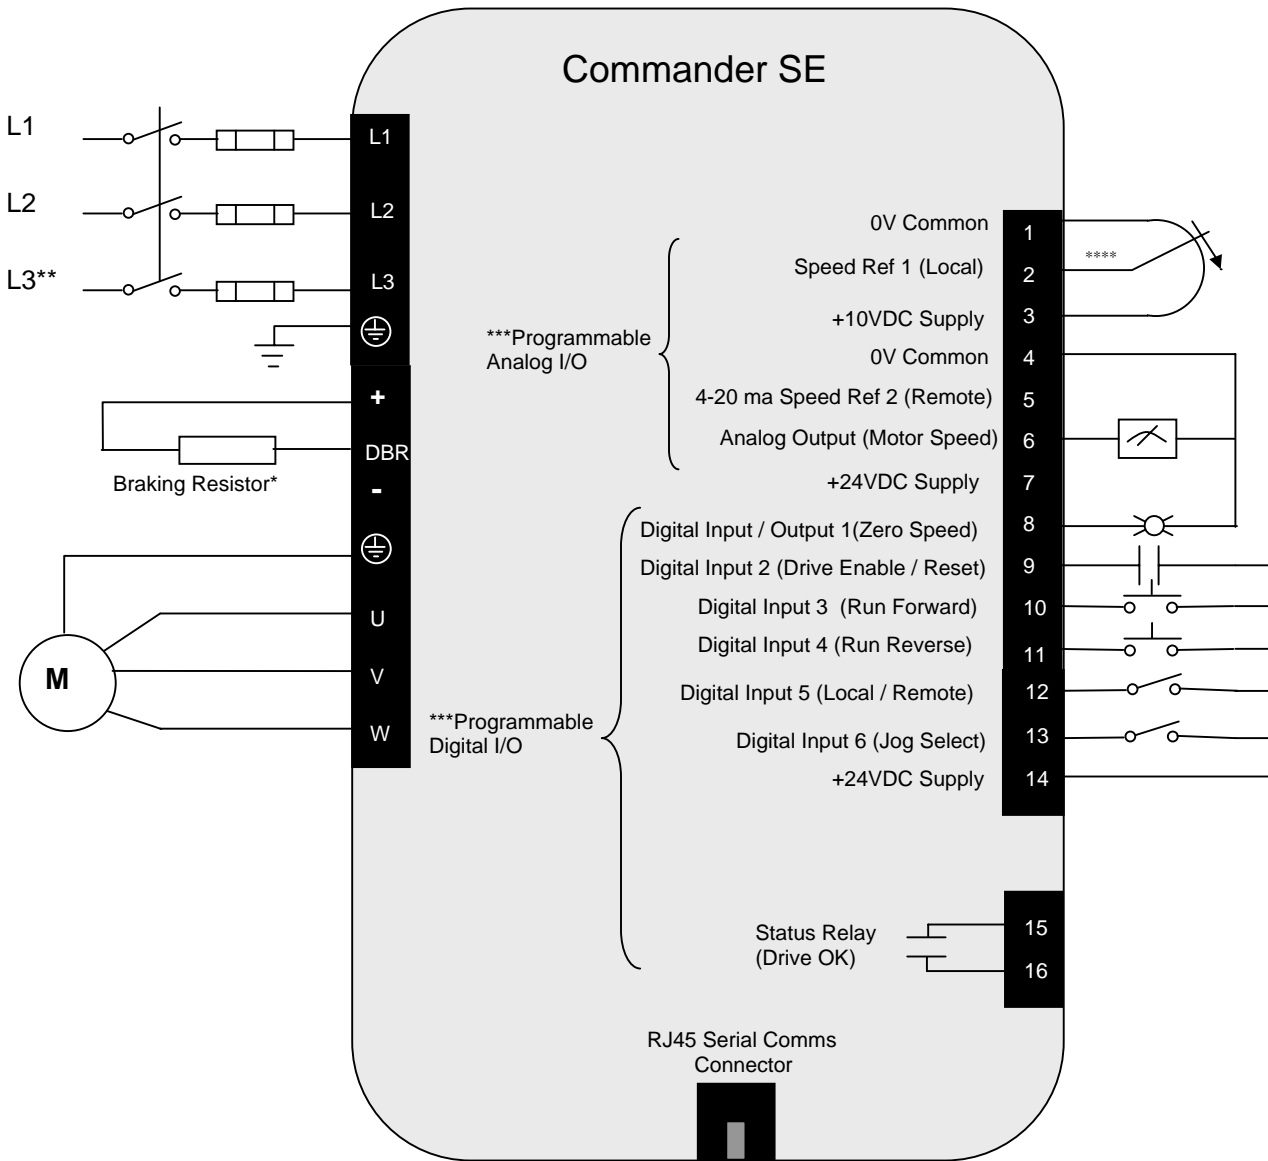 Commander SE
L1
L2
L3**
L1
L2
L3
+
DBR
-
U
V
W
Braking Resistor*
M
***Programmable
Analog I/O
***Programmable
Digital I/O
0V Common
1
Speed Ref 1 (Local)
2
****
+10VDC Supply
3
0V Common
4
4-20 ma Speed Ref 2 (Remote)
5
Analog Output (Motor Speed)
6
+24VDC Supply
7
Digital Input / Output 1(Zero Speed)
8
Digital Input 2 (Drive Enable / Reset)
9
Digital Input 3 (Run Forward)
10
Digital Input 4 (Run Reverse)
11
Digital Input 5 (Local / Remote)
12
Digital Input 6 (Jog Select)
13
+24VDC Supply
14
Status Relay
(Drive OK)
15
16
RJ45 Serial Comms
Connector